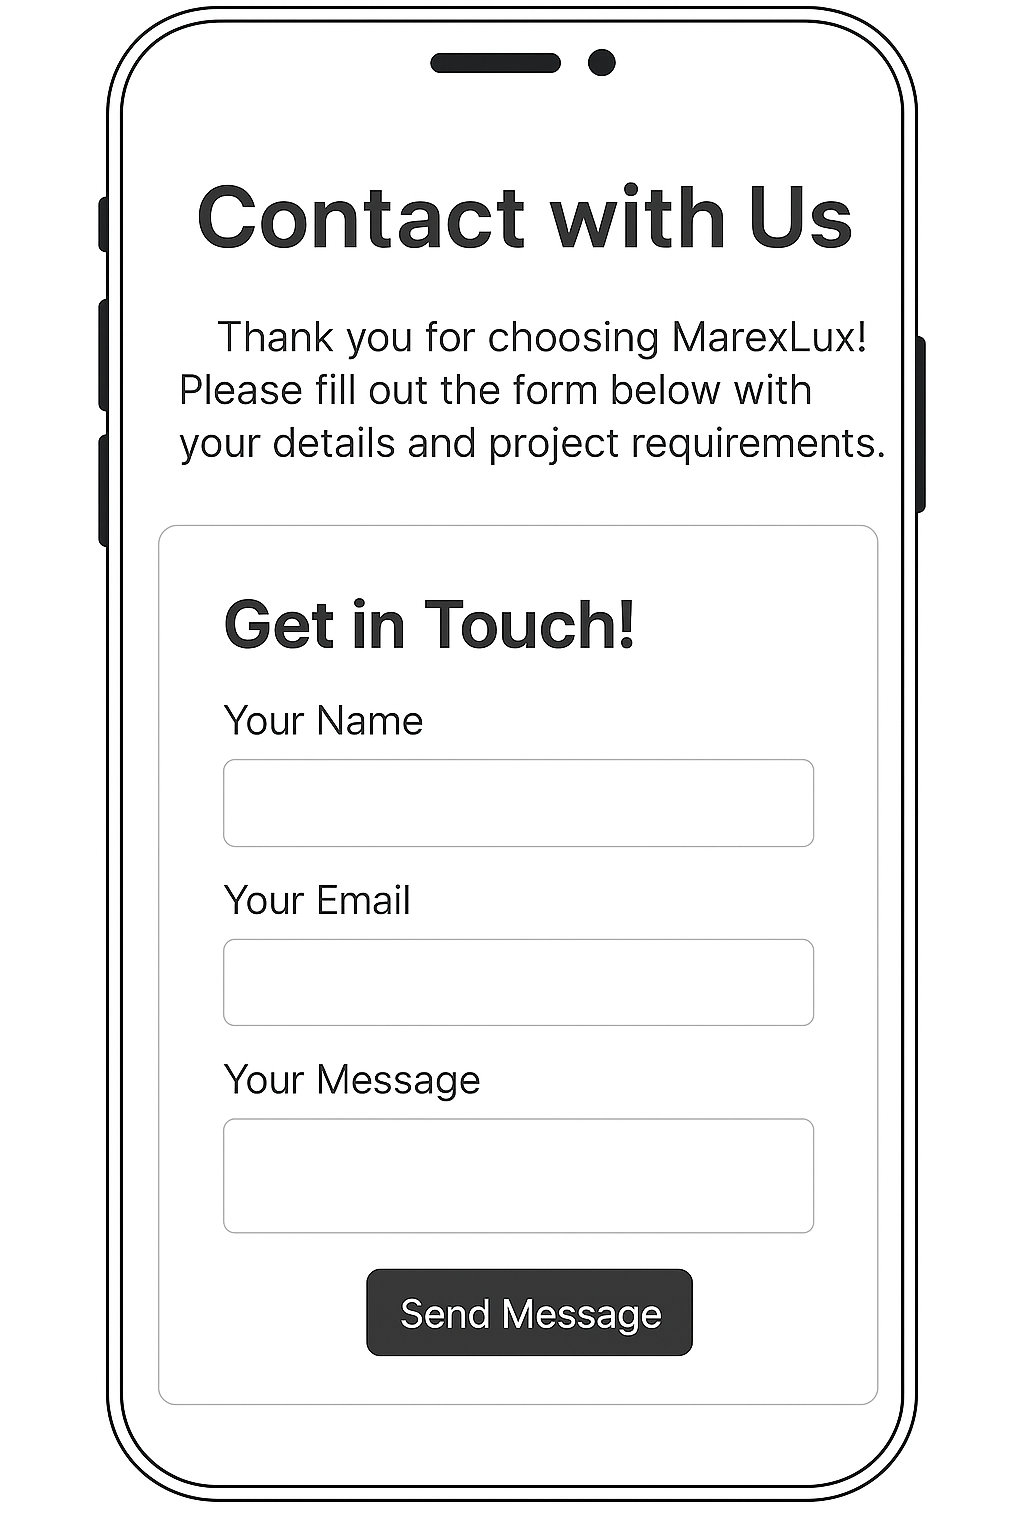 Contact with Us
Thank you for choosing MarexLux!
Please fill out the form below with
your details and project requirements.
Get in Touch!
Your Name
Your Email
Your Message
Send Message